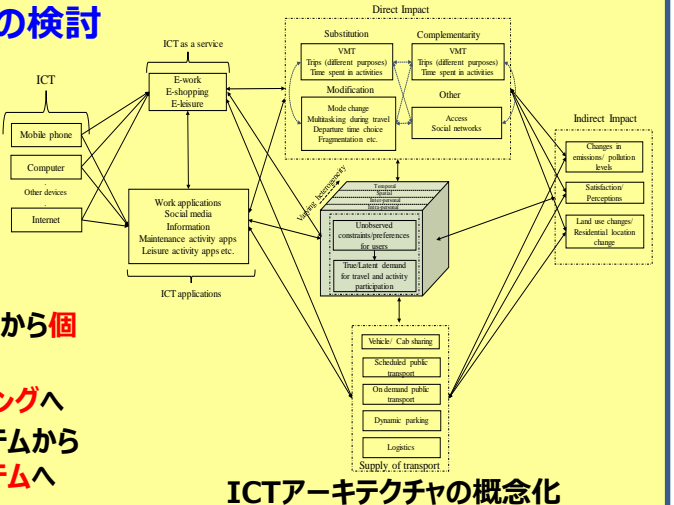 の検討
から個
ングへ
テムから
テムへ
ICT
Mobile phone
Computer
.
Other devices
.
Internet
ICT as a service
E-work
E-shopping
E-leisure
Work applications
Social media
Information
Maintenance activity apps
Leisure activity apps etc.
ICT applications
Direct Impact
Substitution
VMT
Trips (different purposes)
Time spent in activities
Complementarity
VMT
Trips (different purposes)
Time spent in activities
Modification
Mode change
Multitasking during travel
Departure time choice
Fragmentation etc.
Other
Access
Social networks
Varying heterogeneity
Temporal
Spatial
Inter-personal
Intra-personal
Unobserved
constraints/preferences
for users
True/Latent demand
for travel and activity
participation
Vehicle/ Cab sharing
Scheduled public
transport
On demand public
transport
Dynamic parking
Logistics
Supply of transport
Indirect Impact
Changes in
emissions/ pollution
levels
Satisfaction/
Perceptions
Land use changes/
Residential location
change
ICTアーキテクチャの概念化